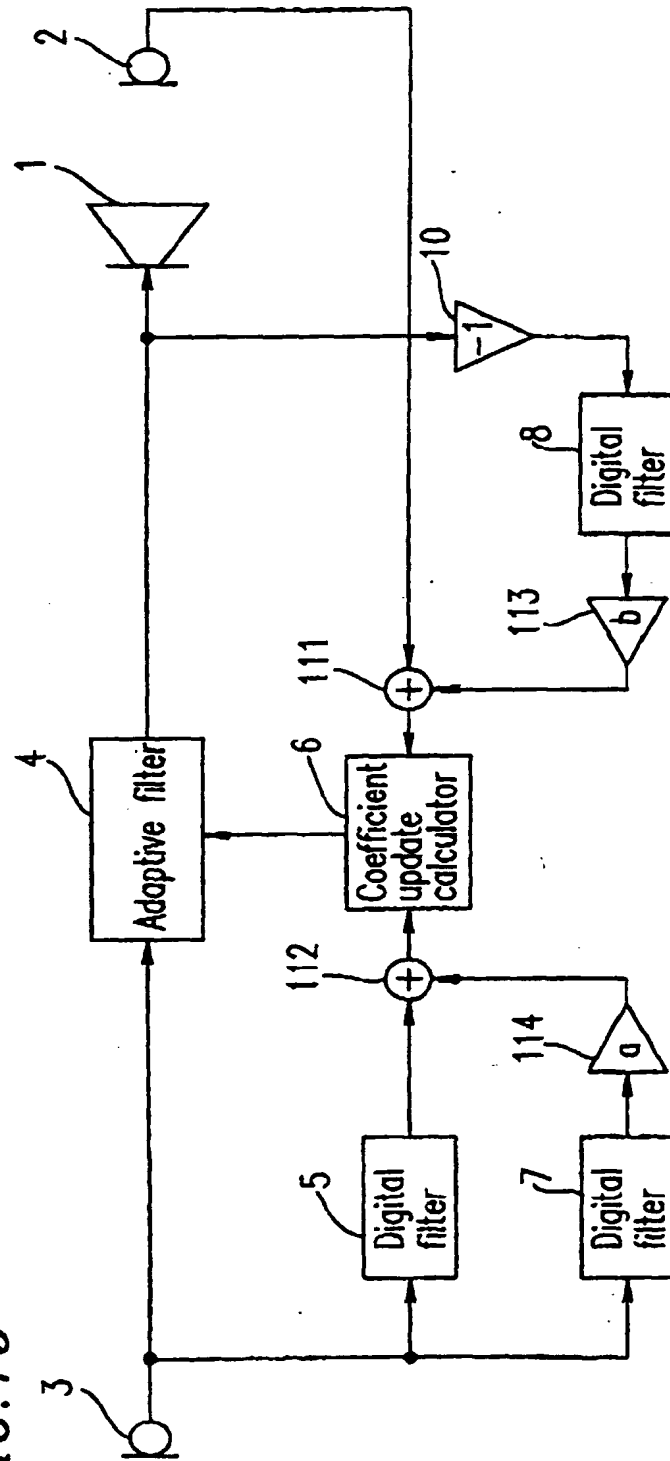 3
4
Adaptive filter
1
2
10
-1
5
Digital
filter
112
+
6
Coefficient
update
calculator
111
+
7
Digital
filter
114
a
113
b
8
Digital
filter